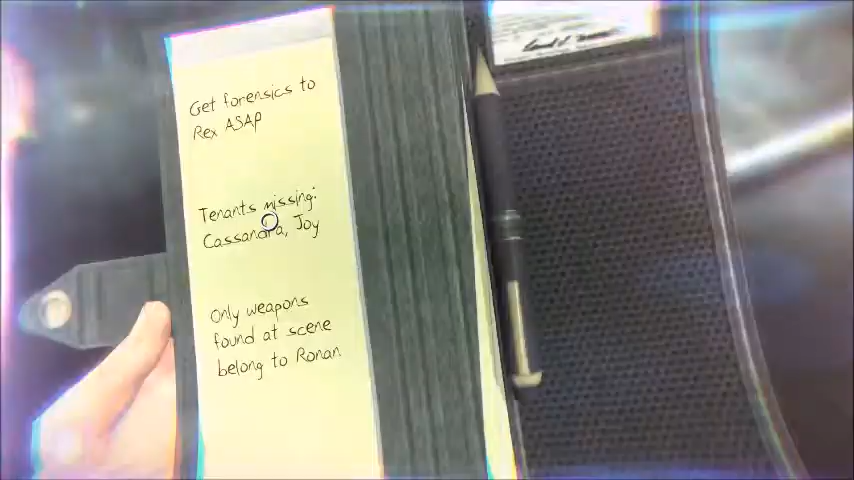 Get forensics to
Rex ASAP
Tenants missing:
Cassandra, Joy
Only weapons
found at scene
belong to Ronan